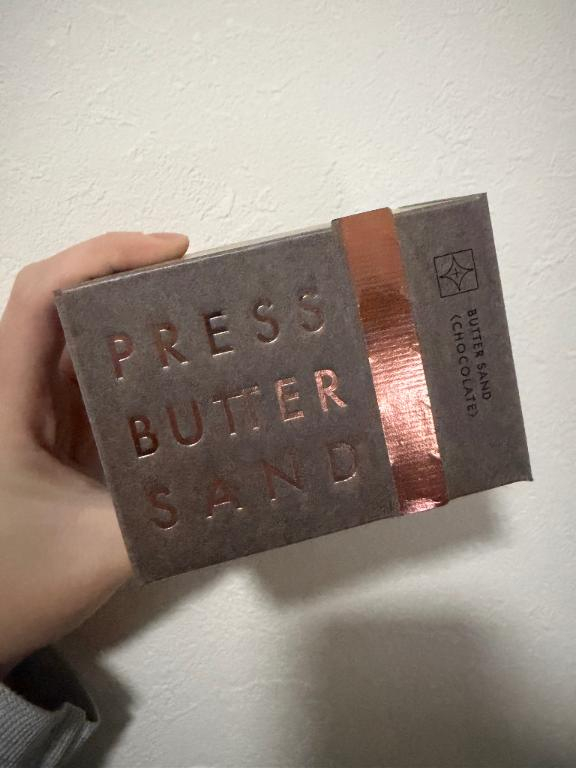 PRESS
BUTTER
SAND
BUTTER SAND
〈CHOCOLATE〉